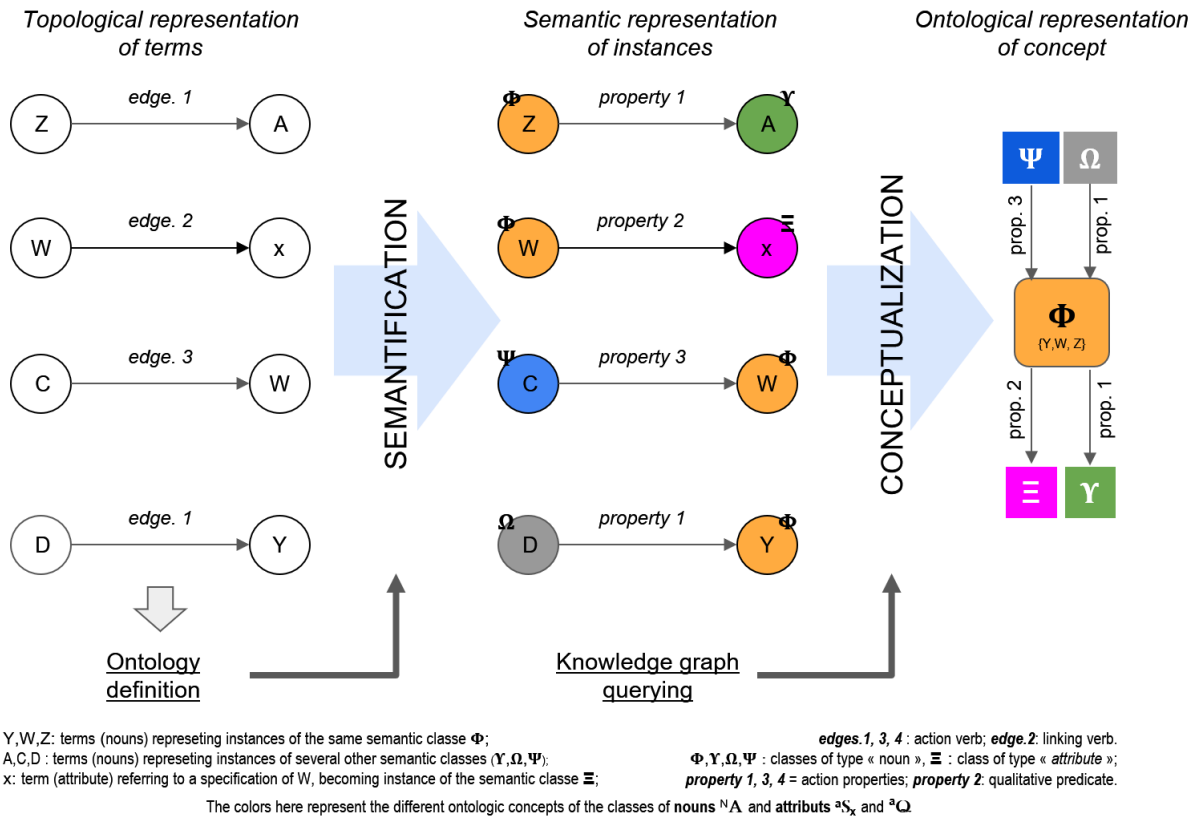 Topological representation
of terms
Semantic representation
of instances
Ontological representation
of concept
Z
edge. 1
A
Φ
Z
property 1
ϒ
A
W
edge. 2
x
Φ
W
property 2
Ξ
x
C
edge. 3
W
Ψ
C
property 3
Φ
W
D
edge. 1
Y
Ω
D
property 1
Φ
Y
SEMANTIFICATION
CONCEPTUALIZATION
Ψ
Ω
prop. 3
prop. 1
Φ
{Y,W, Z}
prop. 2
prop. 1
Ξ
ϒ
Ontology
definition
Knowledge graph
querying
Y,W,Z: terms (nouns) represeting instances of the same semantic classe Φ;
A,C,D : terms (nouns) represeting instances of several other semantic classes (ϒ,Ω,Ψ);
x: term (attribute) referring to a specification of W, becoming instance of the semantic classe Ξ;
edges.1, 3, 4 : action verb; edge.2: linking verb.
Φ,ϒ,Ω,Ψ : classes of type « noun », Ξ : class of type « attribute »;
property 1, 3, 4 = action properties; property 2: qualitative predicate.
The colors here represent the different ontologic concepts of the classes of nouns ᴺA and attributs ᵃSₓ and ᵃQ